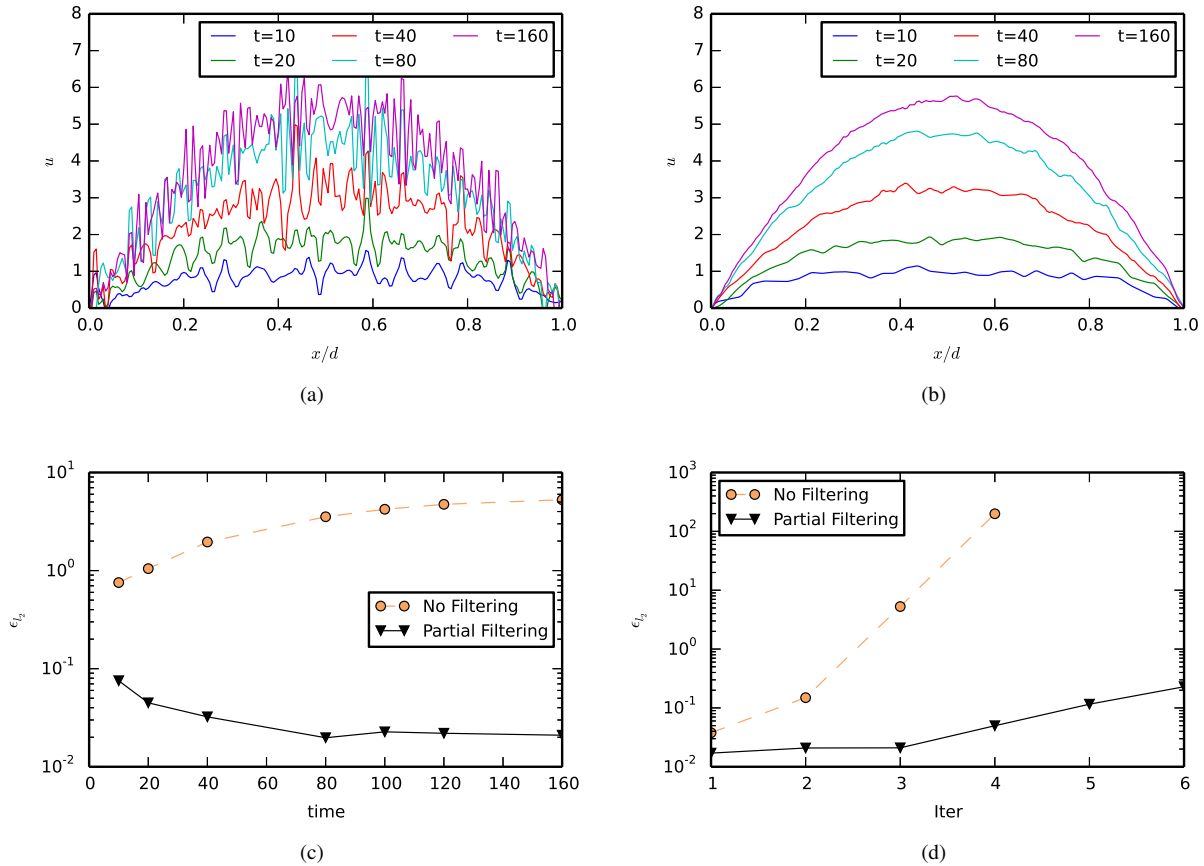 8
7
6
5
4
3
2
1
0
u
t=10 t=40 t=160
t=20 t=80
0.0 0.2 0.4 0.6 0.8 1.0
x/d
(a)
8
7
6
5
4
3
2
1
0
u
t=10 t=40 t=160
t=20 t=80
0.0 0.2 0.4 0.6 0.8 1.0
x/d
(b)
10^1
10^0
10^-1
10^-2
ϵ_{l_2}
No Filtering
Partial Filtering
0 20 40 60 80 100 120 140 160
time
(c)
10^3
10^2
10^1
10^0
10^-1
10^-2
ϵ_{l_2}
No Filtering
Partial Filtering
1 2 3 4 5 6
Iter
(d)